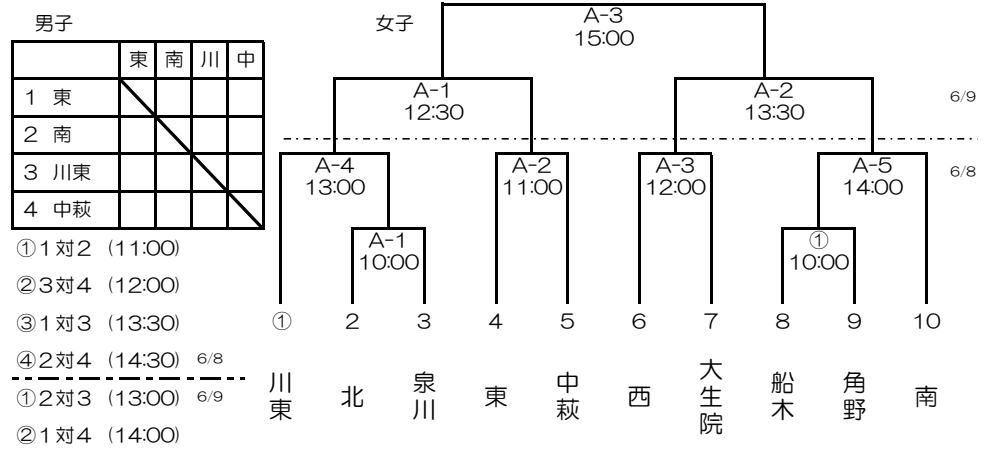 男子
東 南 川 中
1 東
2 南
3 川東
4 中萩
①1対2 (11:00)
②3対4 (12:00)
③1対3 (13:30)
④2対4 (14:30) 6/8
①2対3 (13:00) 6/9
②1対4 (14:00)
女子
A-3
15:00
A-1
12:30
A-2
13:30
6/9
A-4
13:00
A-2
11:00
A-3
12:00
A-5
14:00
6/8
A-1
10:00
①
10:00
① 2 3 4 5 6 7 8 9 10
川東
北
泉川
東
中萩
西
大生院
船木
角野
南